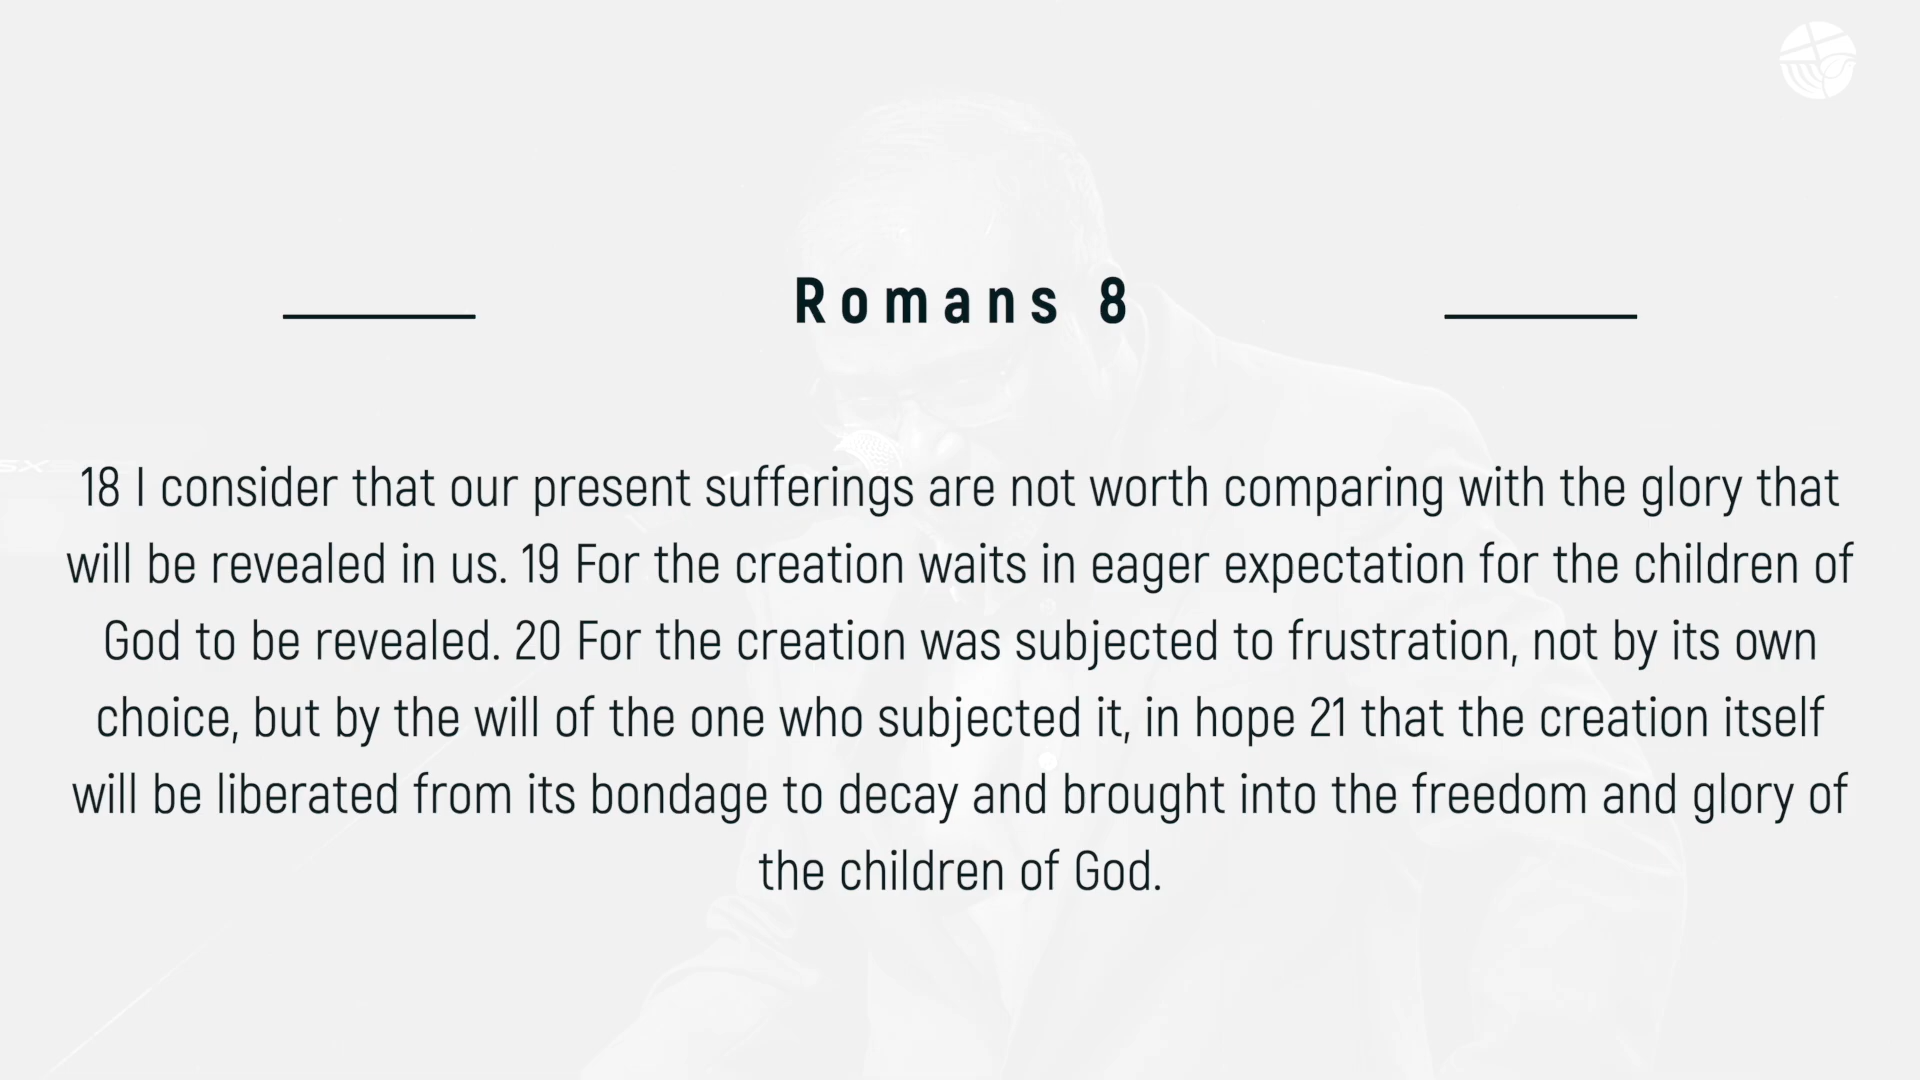 Romans 8
18 I consider that our present sufferings are not worth comparing with the glory that
will be revealed in us. 19 For the creation waits in eager expectation for the children of
God to be revealed. 20 For the creation was subjected to frustration, not by its own
choice, but by the will of the one who subjected it, in hope 21 that the creation itself
will be liberated from its bondage to decay and brought into the freedom and glory of
the children of God.